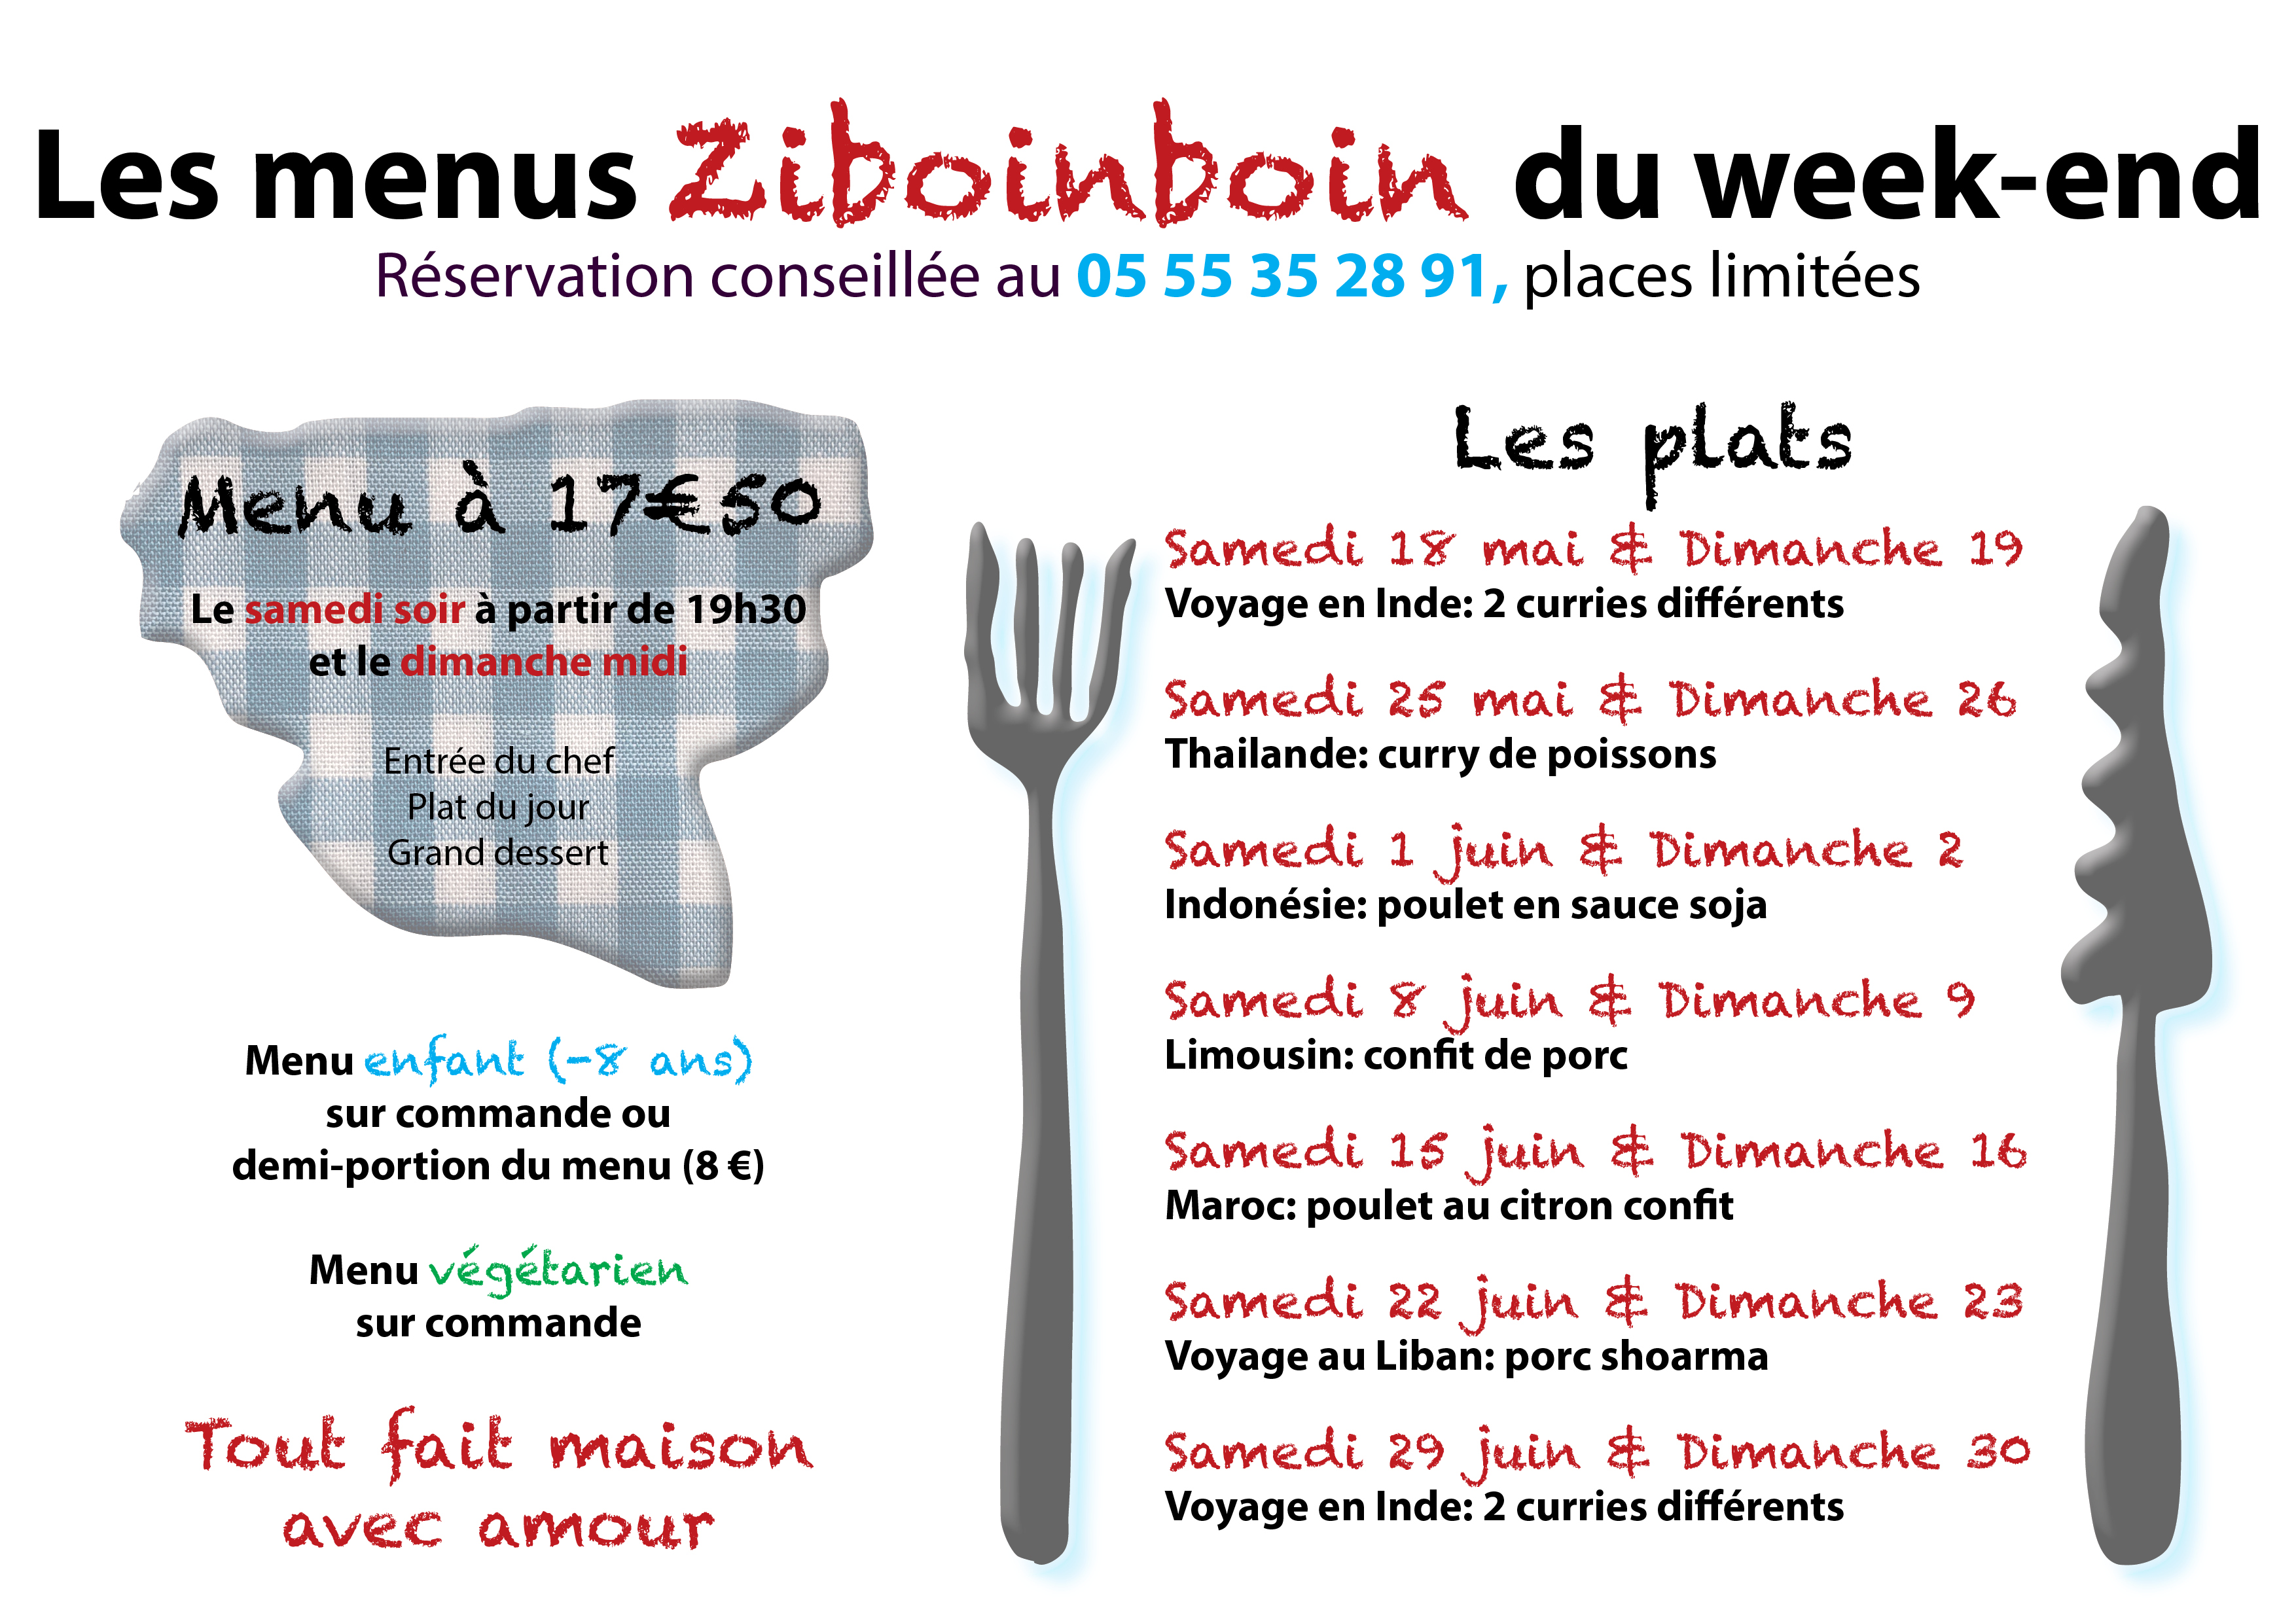 Les menus Ziboinboin du week-end
Réservation conseillée au 05 55 35 28 91, places limitées
Menu à 17€50
Le samedi soir à partir de 19h30
et le dimanche midi
Entrée du chef
Plat du jour
Grand dessert
Menu enfant (-8 ans)
sur commande ou
demi-portion du menu (8 €)
Menu végétarien
sur commande
Tout fait maison
avec amour
Les plats
Samedi 18 mai & Dimanche 19
Voyage en Inde: 2 curries différents
Samedi 25 mai & Dimanche 26
Thailande: curry de poissons
Samedi 1 juin & Dimanche 2
Indonésie: poulet en sauce soja
Samedi 8 juin & Dimanche 9
Limousin: confit de porc
Samedi 15 juin & Dimanche 16
Maroc: poulet au citron confit
Samedi 22 juin & Dimanche 23
Voyage au Liban: porc shoarma
Samedi 29 juin & Dimanche 30
Voyage en Inde: 2 curries différents